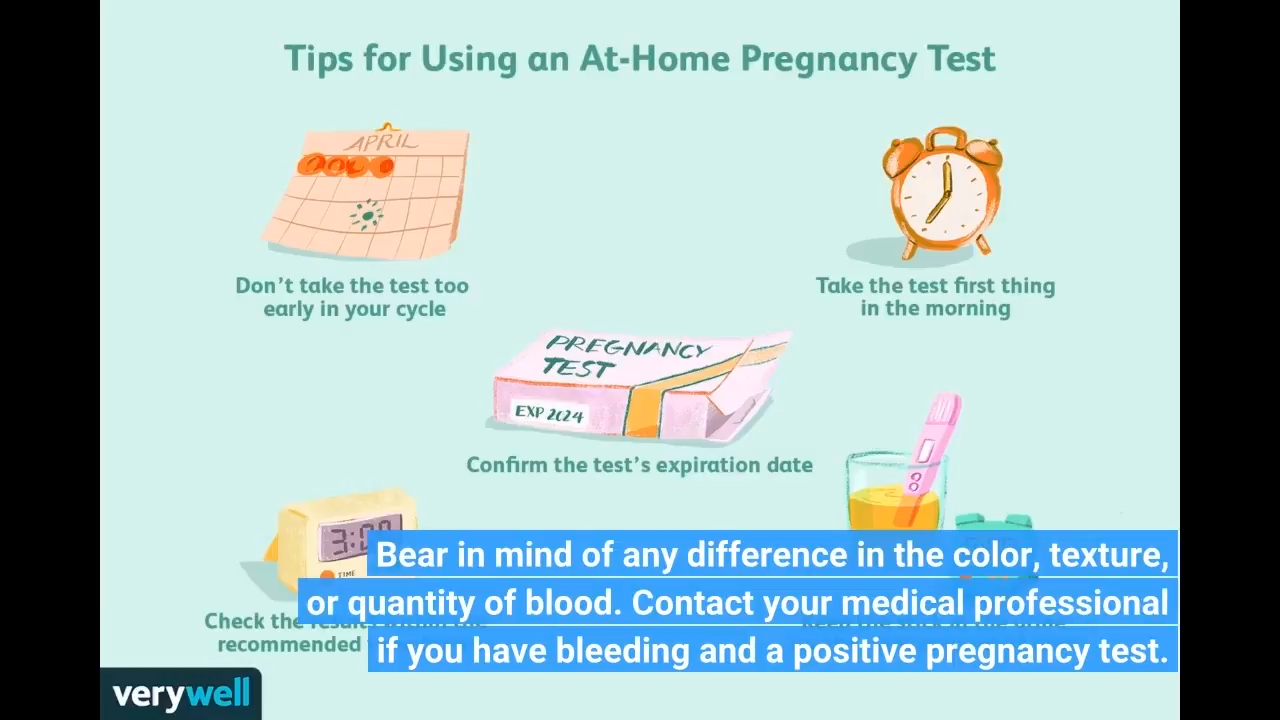 Tips for Using an At-Home Pregnancy Test
APRIL
Don't take the test too
early in your cycle
Take the test first thing
in the morning
PREGNANCY
TEST
EXP 2024
Confirm the test's expiration date
TIME
Bear in mind of any difference in the color, texture,
or quantity of blood. Contact your medical professional
if you have bleeding and a positive pregnancy test.
Check the
recommended
verywell